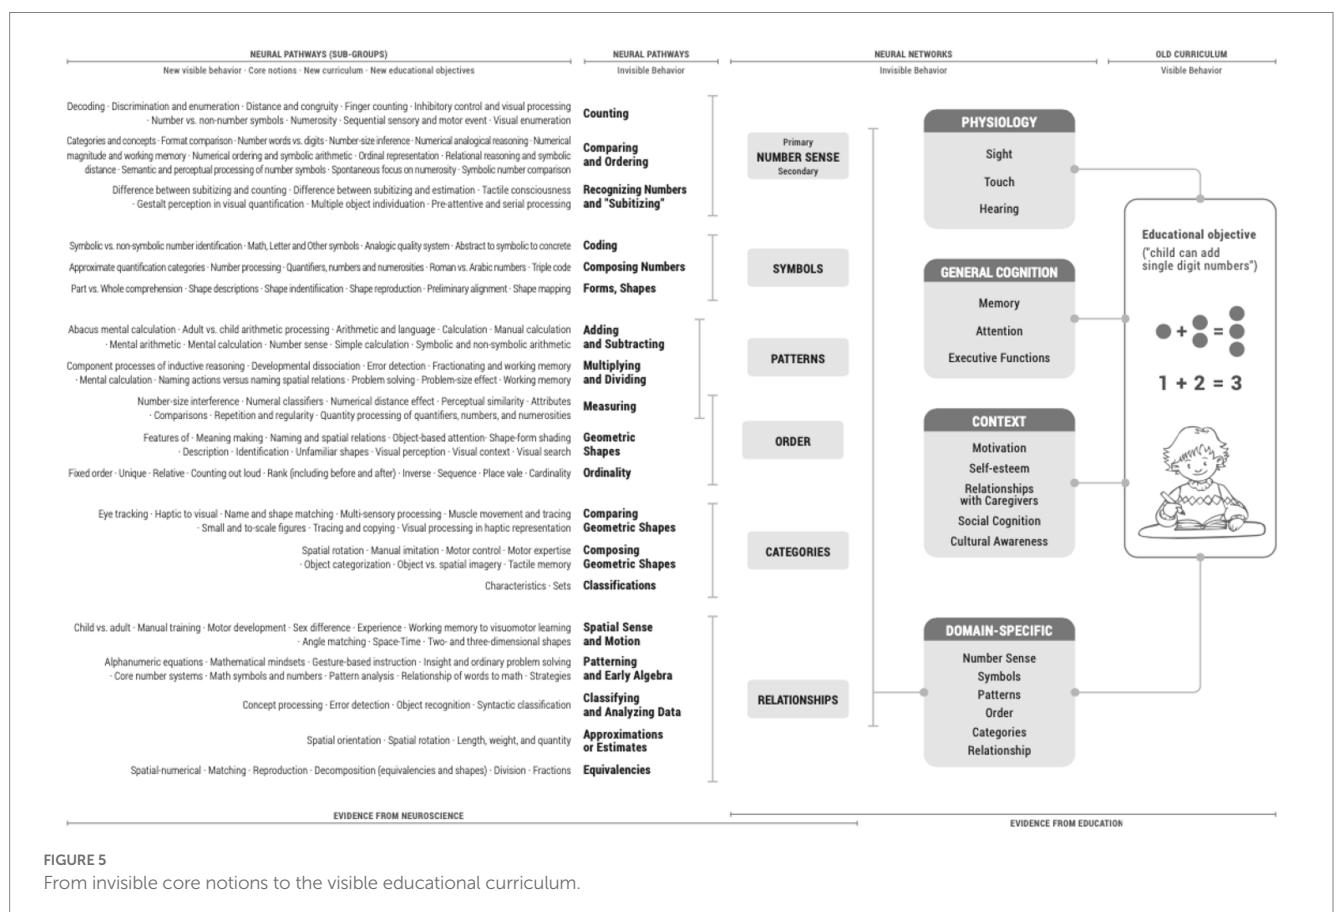 NEURAL PATHWAYS (SUB-GROUPS)
NEURAL PATHWAYS
NEURAL NETWORKS
OLD CURRICULUM
New visible behavior · Core notions · New curriculum · New educational objectives
Invisible Behavior
Invisible Behavior
Visible Behavior
Decoding · Discrimination and enumeration · Distance and congruity · Finger counting · Inhibitory control and visual processing
· Number vs. non-number symbols · Numerosity · Sequential sensory and motor event · Visual enumeration
Counting
Categories and concepts · Format comparison · Number words vs. digits · Number-size inference · Numerical analogical reasoning · Numerical
magnitude and working memory · Numerical ordering and symbolic arithmetic · Ordinal representation · Relational reasoning and symbolic
distance · Semantic and perceptual processing of number symbols · Spontaneous focus on numerosity · Symbolic number comparison
Comparing
and Ordering
Difference between subitizing and counting · Difference between subitizing and estimation · Tactile consciousness
· Gestalt perception in visual quantification · Multiple object individuation · Pre-attentive and serial processing
Recognizing Numbers
and "Subitizing"
Symbolic vs. non-symbolic number identification · Math, Letter and Other symbols · Analogic quality system · Abstract to symbolic to concrete
Coding
Approximate quantification categories · Number processing · Quantifiers, numbers and numerosities · Roman vs. Arabic numbers · Triple code
Composing Numbers
Part vs. Whole comprehension · Shape descriptions · Shape indentifiication · Shape reproduction · Preliminary alignment · Shape mapping
Forms, Shapes
Abacus mental calculation · Adult vs. child arithmetic processing · Arithmetic and language · Calculation · Manual calculation
· Mental arithmetic · Mental calculation · Number sense · Simple calculation · Symbolic and non-symbolic arithmetic
Adding
and Subtracting
Component processes of inductive reasoning · Developmental dissociation · Error detection · Fractionating and working memory
· Mental calculation · Naming actions versus naming spatial relations · Problem solving · Problem-size effect · Working memory
Multiplying
and Dividing
Number-size interference · Numeral classifiers · Numerical distance effect · Perceptual similarity · Attributes
· Comparisons · Repetition and regularity · Quantity processing of quantifiers, numbers, and numerosities
Measuring
Features of · Meaning making · Naming and spatial relations · Object-based attention· Shape-form shading
· Description · Identification · Unfamiliar shapes · Visual perception · Visual context · Visual search
Geometric
Shapes
Fixed order · Unique · Relative · Counting out loud · Rank (including before and after) · Inverse · Sequence · Place vale · Cardinality
Ordinality
Eye tracking · Haptic to visual · Name and shape matching · Multi-sensory processing · Muscle movement and tracing
· Small and to-scale figures · Tracing and copying · Visual processing in haptic representation
Comparing
Geometric Shapes
Spatial rotation · Manual imitation · Motor control · Motor expertise
· Object categorization · Object vs. spatial imagery · Tactile memory
Composing
Geometric Shapes
Characteristics · Sets
Classifications
Child vs. adult · Manual training · Motor development · Sex difference · Experience · Working memory to visuomotor learning
· Angle matching · Space-Time · Two- and three-dimensional shapes
Spatial Sense
and Motion
Alphanumeric equations · Mathematical mindsets · Gesture-based instruction · Insight and ordinary problem solving
· Core number systems · Math symbols and numbers · Pattern analysis · Relationship of words to math · Strategies
Patterning
and Early Algebra
Concept processing · Error detection · Object recognition · Syntactic classification
Classifying
and Analyzing Data
Spatial orientation · Spatial rotation · Length, weight, and quantity
Approximations
or Estimates
Spatial-numerical · Matching · Reproduction · Decomposition (equivalencies and shapes) · Division · Fractions
Equivalencies
Primary
NUMBER SENSE
Secondary
SYMBOLS
PATTERNS
ORDER
CATEGORIES
RELATIONSHIPS
PHYSIOLOGY
Sight
Touch
Hearing
GENERAL COGNITION
Memory
Attention
Executive Functions
CONTEXT
Motivation
Self-esteem
Relationships
with Caregivers
Social Cognition
Cultural Awareness
DOMAIN-SPECIFIC
Number Sense
Symbols
Patterns
Order
Categories
Relationship
Educational objective
("child can add
single digit numbers")
+ =
1 + 2 = 3
EVIDENCE FROM NEUROSCIENCE
EVIDENCE FROM EDUCATION
FIGURE 5
From invisible core notions to the visible educational curriculum.